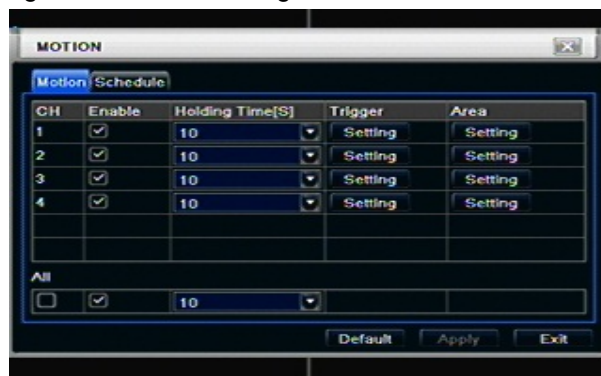 MOTION
Motion Schedule
CH Enable Holding Time[S] Trigger Area
1 10 Setting Setting
2 10 Setting Setting
3 10 Setting Setting
4 10 Setting Setting
All
10
Default Apply Exit